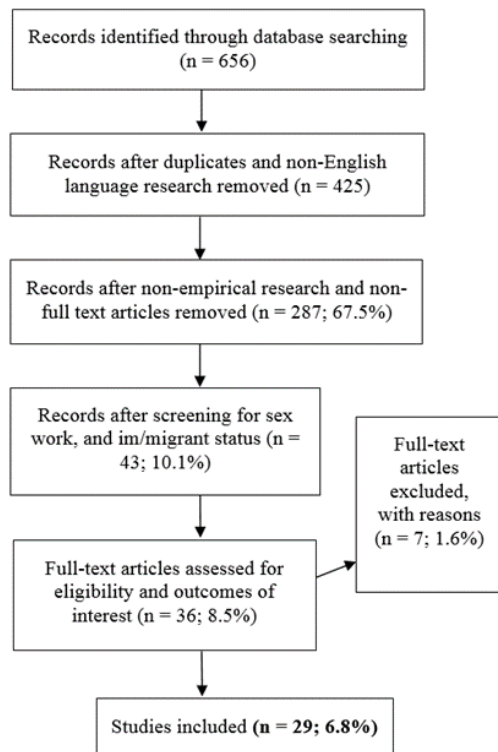 Records identified through database searching
(n = 656)
Records after duplicates and non-English
language research removed (n = 425)
Records after non-empirical research and non-
full text articles removed (n = 287; 67.5%)
Records after screening for sex
work, and im/migrant status (n =
43; 10.1%)
Full-text
articles
excluded,
with reasons
(n = 7; 1.6%)
Full-text articles assessed for
eligibility and outcomes of
interest (n = 36; 8.5%)
Studies included (n = 29; 6.8%)